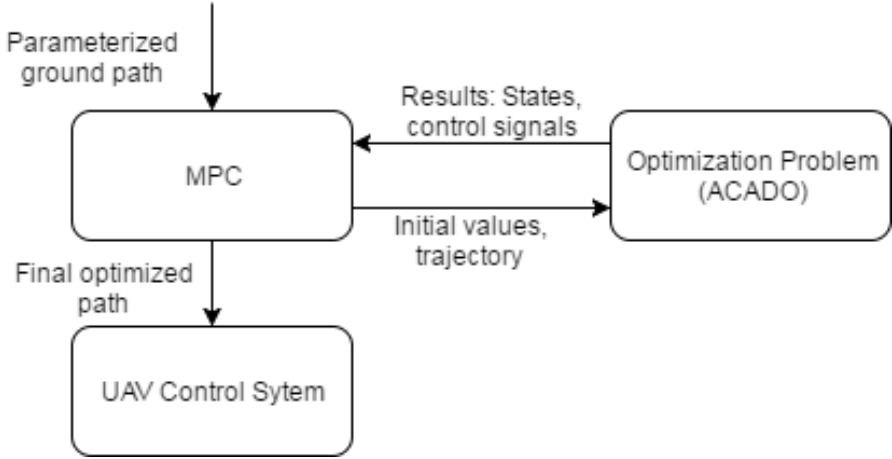 Parameterized
ground path
Results: States,
control signals
MPC
Optimization Problem
(ACADO)
Initial values,
trajectory
Final optimized
path
UAV Control Sytem